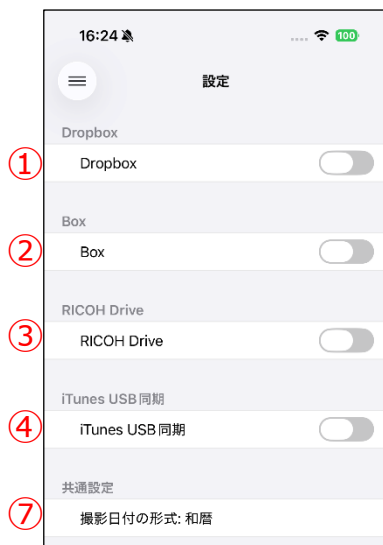 16:24
100
設定
Dropbox
① Dropbox
Box
② Box
RICOH Drive
③ RICOH Drive
iTunes USB同期
④ iTunes USB同期
共通設定
⑦ 撮影日付の形式: 和暦